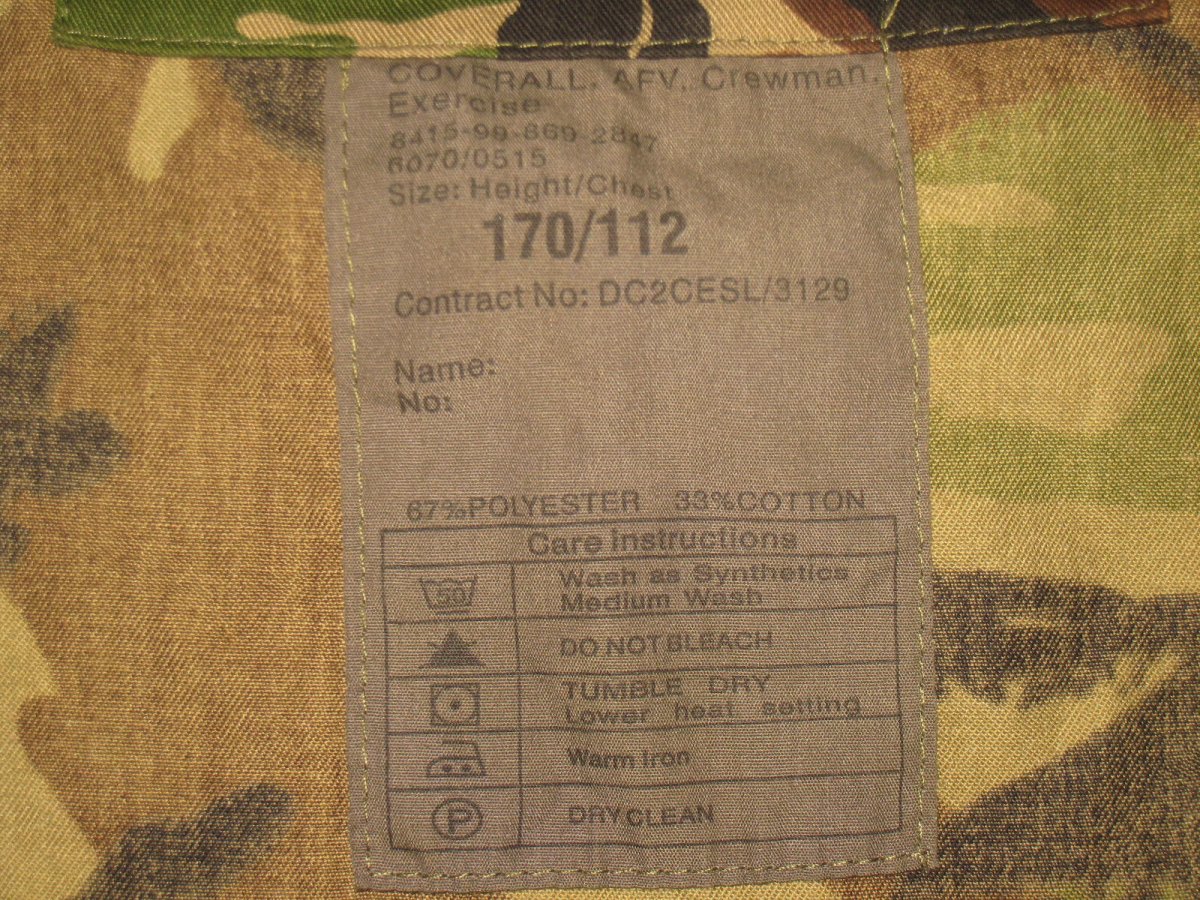 COVERALL, AFV, Crewman,
Exercise
8415-99-869-2847
6070/0515
Size: Height/Chest
170/112
Contract No: DC2CESL/3129
Name:
No:
67%POLYESTER 33%COTTON
Care instructions
50 Wash as Synthetics
Medium Wash
DO NOT BLEACH
TUMBLE DRY
Lower heat setting
Warm Iron
P DRY CLEAN